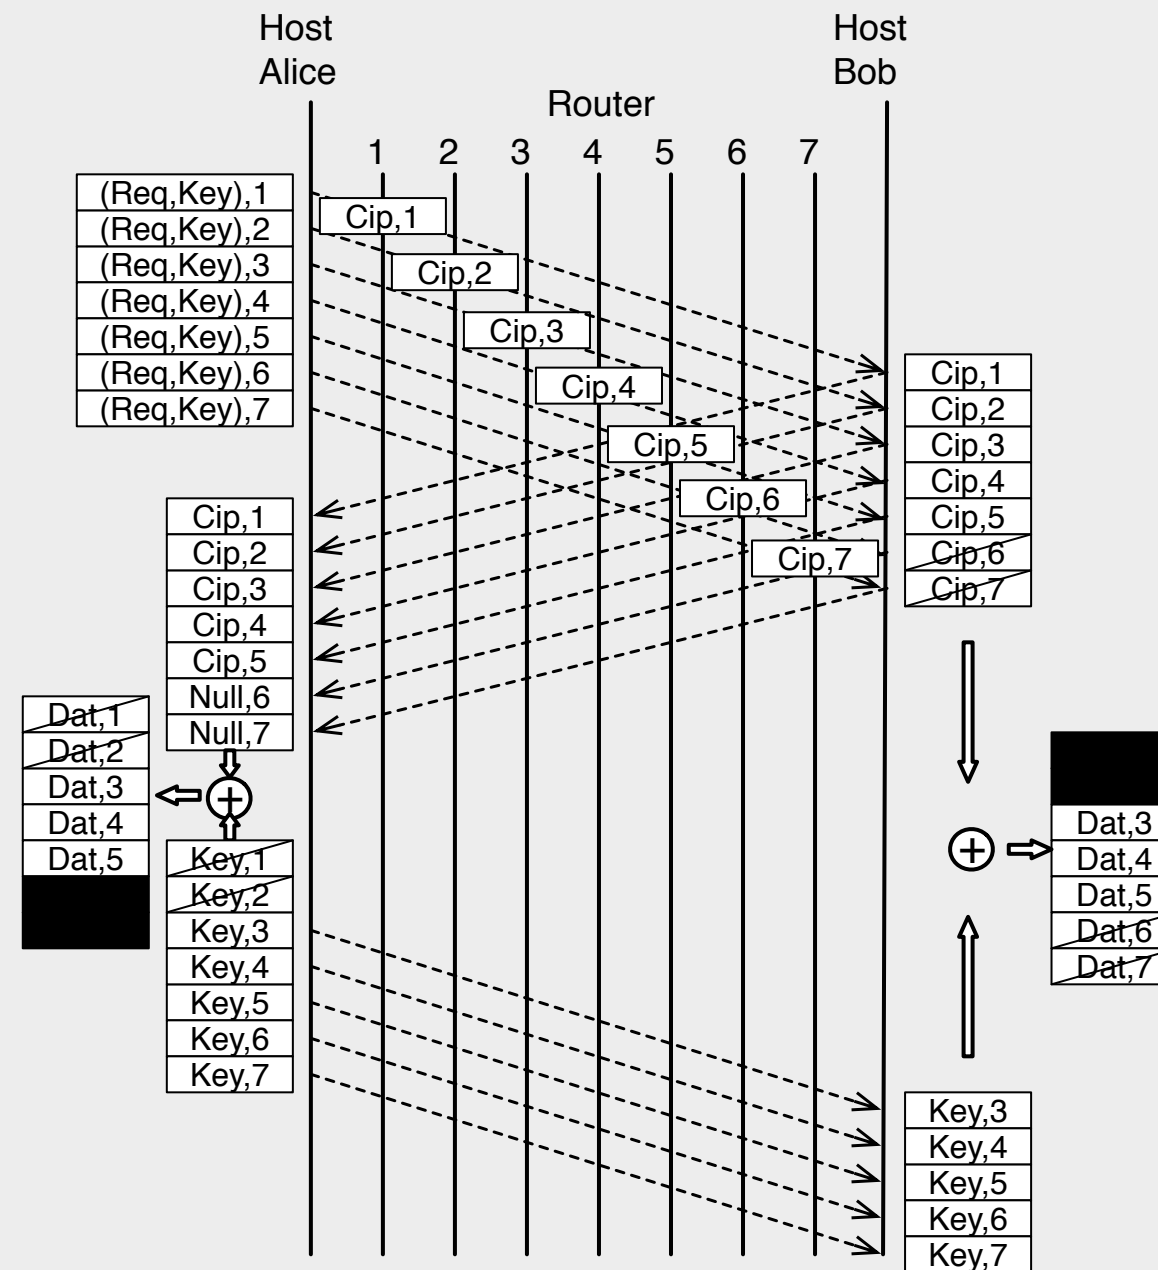 Host
Alice
Host
Bob
Router
1 2 3 4 5 6 7
(Req,Key),1
(Req,Key),2
(Req,Key),3
(Req,Key),4
(Req,Key),5
(Req,Key),6
(Req,Key),7
Cip,1
Cip,2
Cip,3
Cip,4
Cip,5
Cip,6
Cip,7
Cip,1
Cip,2
Cip,3
Cip,4
Cip,5
Cip,6
Cip,7
Cip,1
Cip,2
Cip,3
Cip,4
Cip,5
Null,6
Null,7
Dat,1
Dat,2
Dat,3
Dat,4
Dat,5
Key,1
Key,2
Key,3
Key,4
Key,5
Key,6
Key,7
Dat,3
Dat,4
Dat,5
Dat,6
Dat,7
Key,3
Key,4
Key,5
Key,6
Key,7